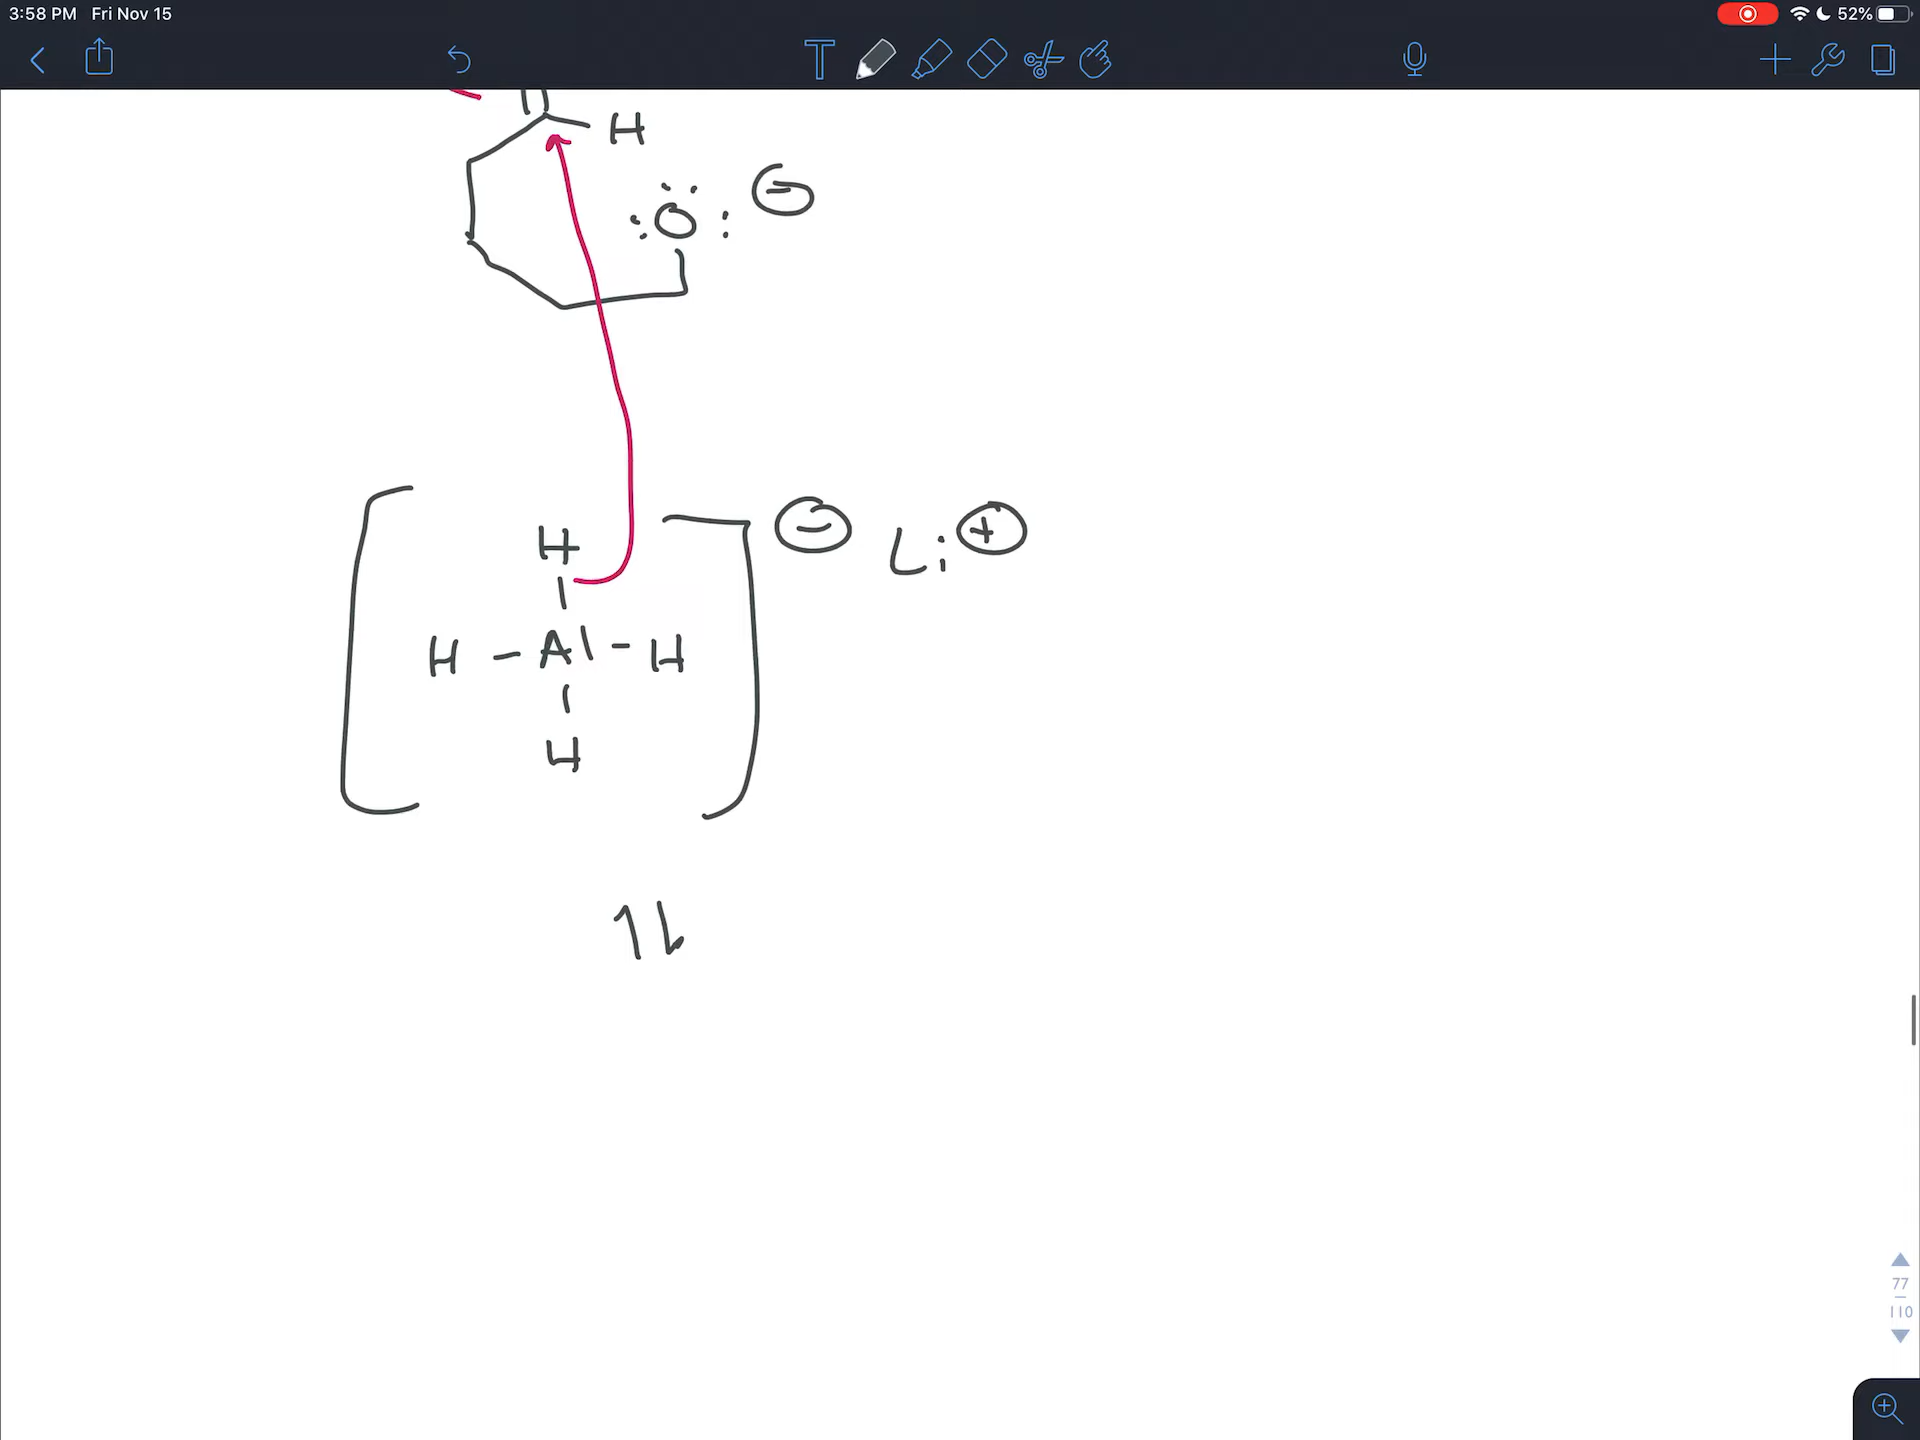 3:58 PM Fri Nov 15 52%
T
H
:Ö: ⊖
H ⊖ Li ⊕
H - Al - H
H
77
110